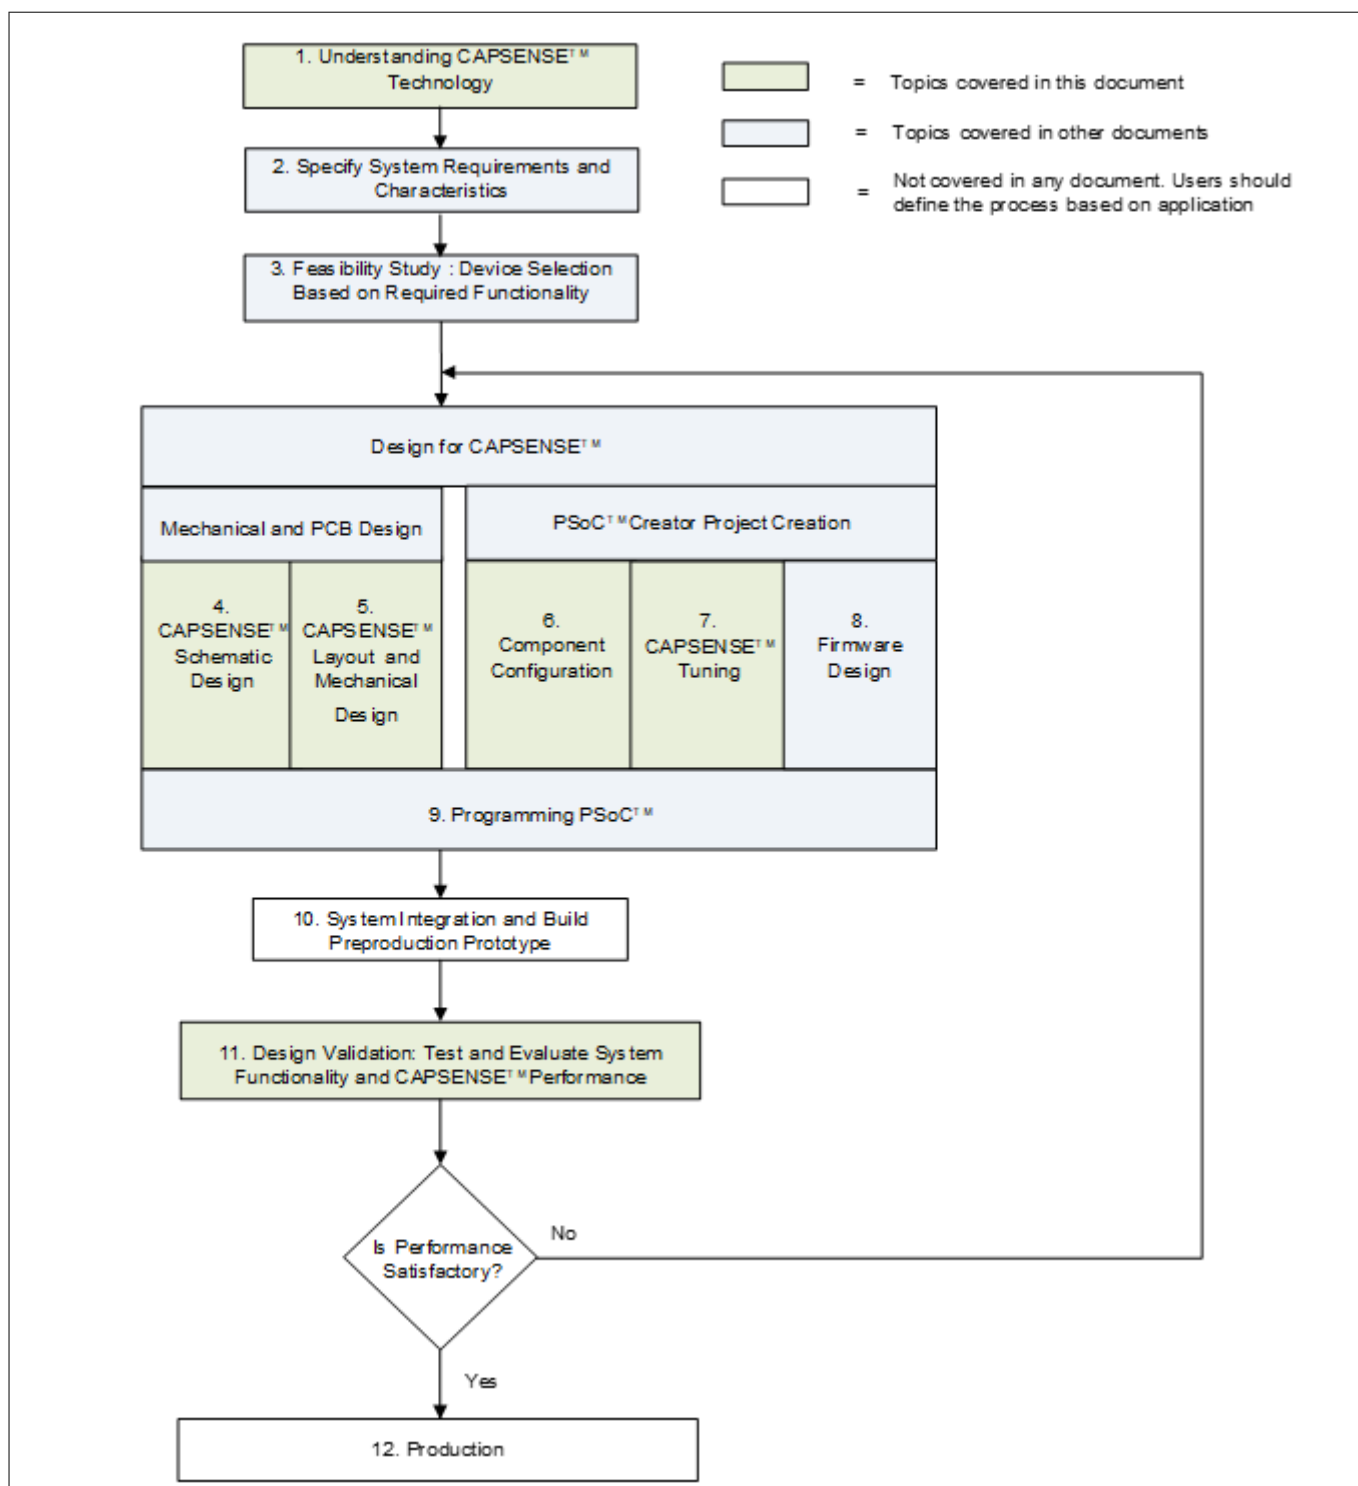 1. Understanding CAPSENSE™
Technology
= Topics covered in this document
= Topics covered in other documents
= Not covered in any document. Users should
define the process based on application
2. Specify System Requirements and
Characteristics
3. Feasibility Study : Device Selection
Based on Required Functionality
Design for CAPSENSE™
Mechanical and PCB Design
PSoC™ Creator Project Creation
4.
CAPSENSE™
Schematic
Design
5.
CAPSENSE™
Layout and
Mechanical
Design
6.
Component
Configuration
7.
CAPSENSE™
Tuning
8.
Firmware
Design
9. Programming PSoC™
10. System Integration and Build
Preproduction Prototype
11. Design Validation: Test and Evaluate System
Functionality and CAPSENSE™ Performance
Is Performance
Satisfactory?
No
Yes
12. Production